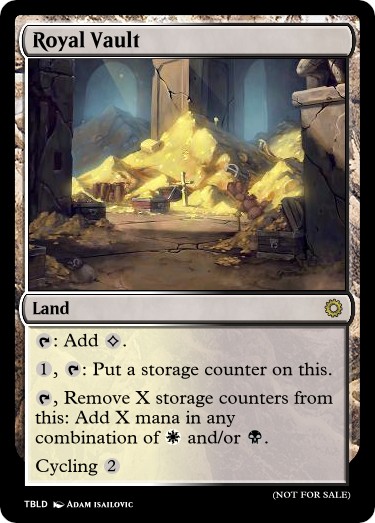 Royal Vault
Land
: Add .
1, : Put a storage counter on this.
, Remove X storage counters from
this: Add X mana in any
combination of and/or .
Cycling 2
TBLD ADAM ISAILOVIC
(NOT FOR SALE)